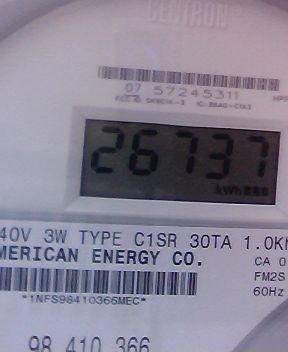 CENTRON
07 57245311
26737
kWh
40V 3W TYPE C1SR 30TA 1.0K
MERICAN ENERGY CO.
CA 0
FM2S
60Hz
*1NFS98410366MEC*
98 410 366